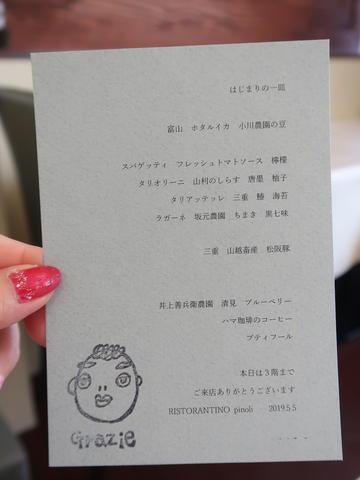 はじまりの一皿
富山 ホタルイカ 小川農園の豆
スパゲッティ フレッシュトマトソース 檸檬
タリオリーニ 山利のしらす 唐墨 柚子
タリアッテッレ 三重 鰆 海苔
ラガーネ 坂元農園 ちまき 黒七味
三重 山越畜産 松阪豚
井上善兵衛農園 清見 ブルーベリー
ハマ珈琲のコーヒー
プティフール
本日は3階まで
ご来店ありがとうございます
RISTORANTINO pinoli 2019.5.5
Grazie